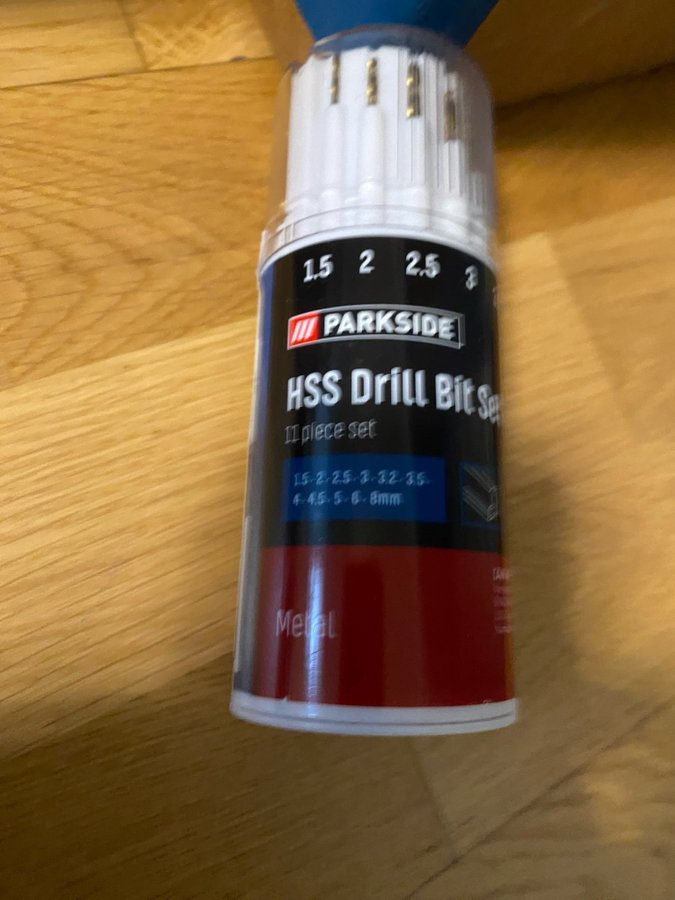 1.5 2 2.5 3
/// PARKSIDE
HSS Drill Bit Se
11 piece set
1.5 · 2 · 2.5 · 3 · 3.2 · 3.5 ·
4 · 4.5 · 5 · 6 · 8mm
Metal